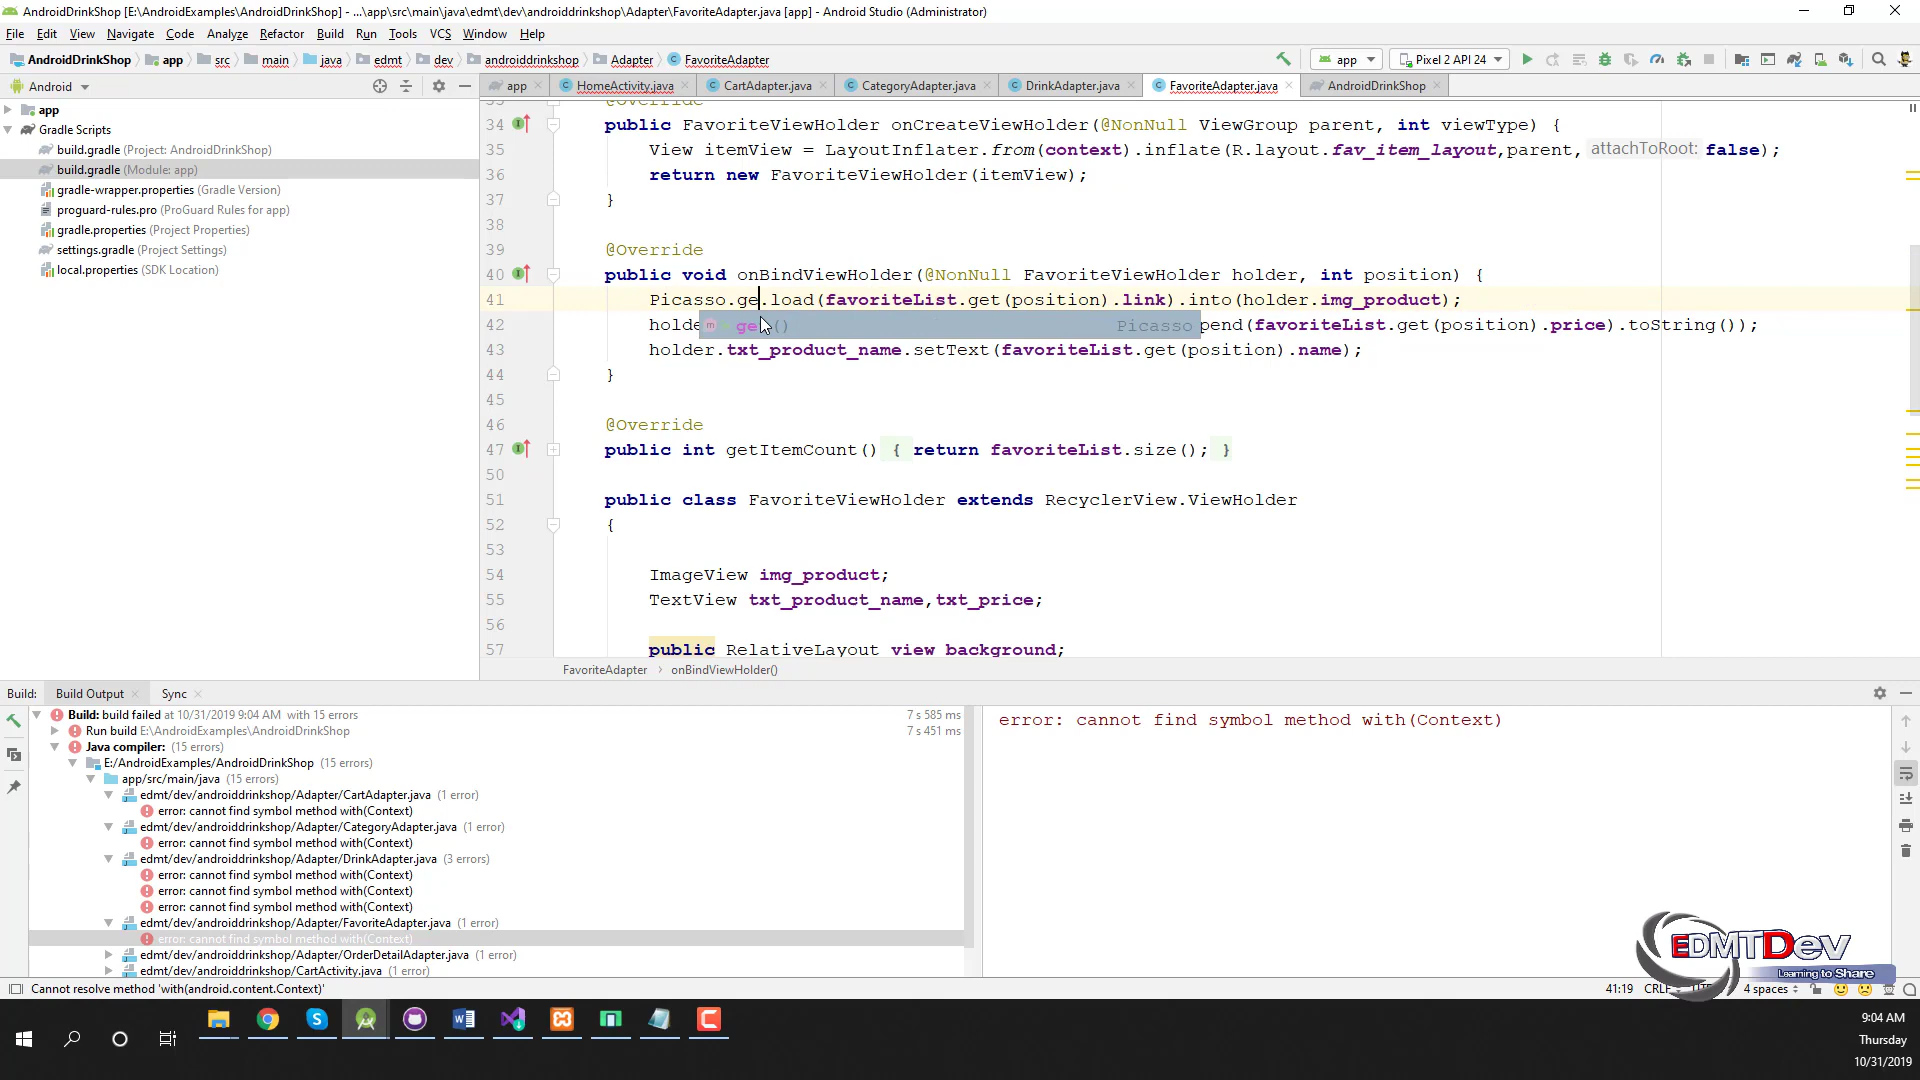 AndroidDrinkShop [E:\AndroidExamples\AndroidDrinkShop] - ...\app\src\main\java\edmt\dev\androiddrinkshop\Adapter\FavoriteAdapter.java [app] - Android Studio (Administrator)
File Edit View Navigate Code Analyze Refactor Build Run Tools VCS Window Help
AndroidDrinkShop app src main java edmt dev androiddrinkshop Adapter FavoriteAdapter app Pixel 2 API 24
Android app HomeActivity.java CartAdapter.java CategoryAdapter.java DrinkAdapter.java FavoriteAdapter.java AndroidDrinkShop
app
Gradle Scripts
build.gradle (Project: AndroidDrinkShop)
build.gradle (Module: app)
gradle-wrapper.properties (Gradle Version)
proguard-rules.pro (ProGuard Rules for app)
gradle.properties (Project Properties)
settings.gradle (Project Settings)
local.properties (SDK Location)
@Override
34 public FavoriteViewHolder onCreateViewHolder(@NonNull ViewGroup parent, int viewType) {
35 View itemView = LayoutInflater.from(context).inflate(R.layout.fav_item_layout,parent, attachToRoot: false);
36 return new FavoriteViewHolder(itemView);
37 }
38
39 @Override
40 public void onBindViewHolder(@NonNull FavoriteViewHolder holder, int position) {
41 Picasso.ge.load(favoriteList.get(position).link).into(holder.img_product);
42 holde pend(favoriteList.get(position).price).toString());
m ge () Picasso
43 holder.txt_product_name.setText(favoriteList.get(position).name);
44 }
45
46 @Override
47 public int getItemCount() { return favoriteList.size(); }
50
51 public class FavoriteViewHolder extends RecyclerView.ViewHolder
52 {
53
54 ImageView img_product;
55 TextView txt_product_name,txt_price;
56
57 public RelativeLayout view background;
FavoriteAdapter onBindViewHolder()
Build: Build Output Sync
Build: build failed at 10/31/2019 9:04 AM with 15 errors 7 s 585 ms
Run build E:\AndroidExamples\AndroidDrinkShop 7 s 451 ms
Java compiler: (15 errors)
E:/AndroidExamples/AndroidDrinkShop (15 errors)
app/src/main/java (15 errors)
edmt/dev/androiddrinkshop/Adapter/CartAdapter.java (1 error)
error: cannot find symbol method with(Context)
edmt/dev/androiddrinkshop/Adapter/CategoryAdapter.java (1 error)
error: cannot find symbol method with(Context)
edmt/dev/androiddrinkshop/Adapter/DrinkAdapter.java (3 errors)
error: cannot find symbol method with(Context)
error: cannot find symbol method with(Context)
error: cannot find symbol method with(Context)
edmt/dev/androiddrinkshop/Adapter/FavoriteAdapter.java (1 error)
error: cannot find symbol method with(Context)
edmt/dev/androiddrinkshop/Adapter/OrderDetailAdapter.java (1 error)
edmt/dev/androiddrinkshop/CartActivity.java (1 error)
error: cannot find symbol method with(Context)
EDMTDev
Learning to Share
Cannot resolve method 'with(android.content.Context)' 41:19 CRLF 4 spaces
9:04 AM
Thursday
10/31/2019